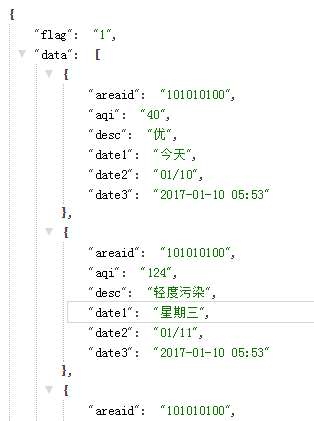 {
"flag": "1",
"data": [
{
"areaid": "101010100",
"aqi": "40",
"desc": "优",
"date1": "今天",
"date2": "01/10",
"date3": "2017-01-10 05:53"
},
{
"areaid": "101010100",
"aqi": "124",
"desc": "轻度污染",
"date1": "星期三",
"date2": "01/11",
"date3": "2017-01-10 05:53"
},
{
"areaid": "101010100",